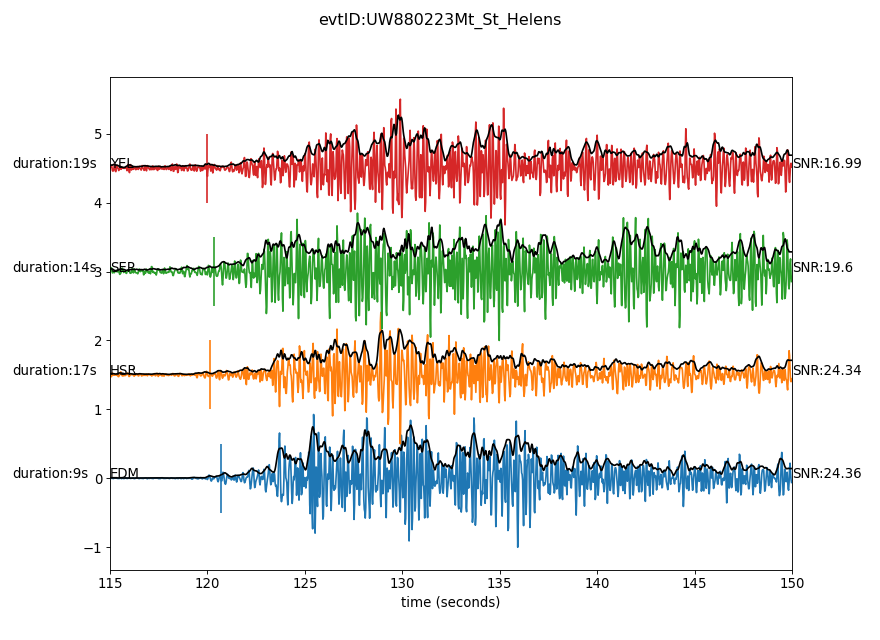 evtID:UW880223Mt_St_Helens
5
duration:19s YEL SNR:16.99
4
duration:14s SEP SNR:19.6
3
2
duration:17s HSR SNR:24.34
1
duration:9s EDM SNR:24.36
0
−1
115 120 125 130 135 140 145 150
time (seconds)